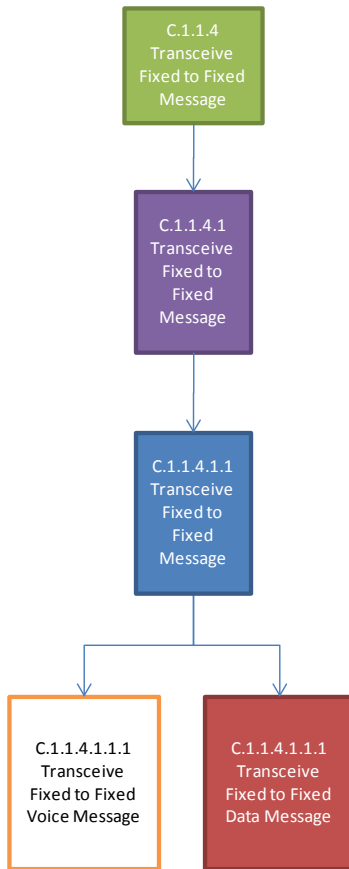 C.1.1.4
Transceive
Fixed to Fixed
Message
C.1.1.4.1
Transceive
Fixed to
Fixed
Message
C.1.1.4.1.1
Transceive
Fixed to
Fixed
Message
C.1.1.4.1.1.1
Transceive
Fixed to Fixed
Voice Message
C.1.1.4.1.1.1
Transceive
Fixed to Fixed
Data Message